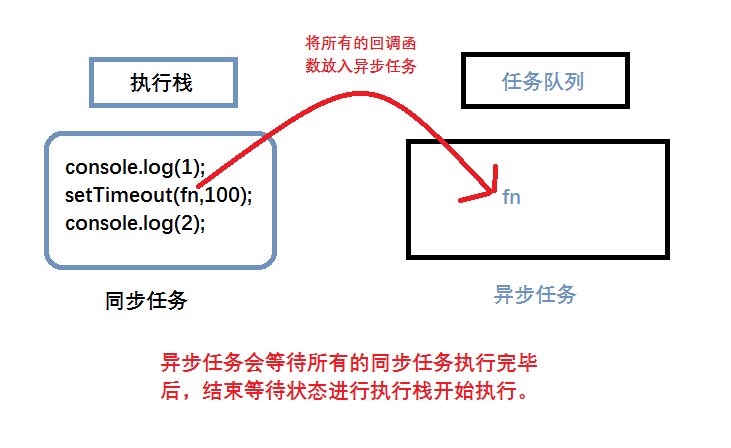 将所有的回调函
数放入异步任务
执行栈
任务队列
console.log(1);
setTimeout(fn,100);
console.log(2);
fn
同步任务
异步任务
异步任务会等待所有的同步任务执行完毕
后，结束等待状态进行执行栈开始执行。